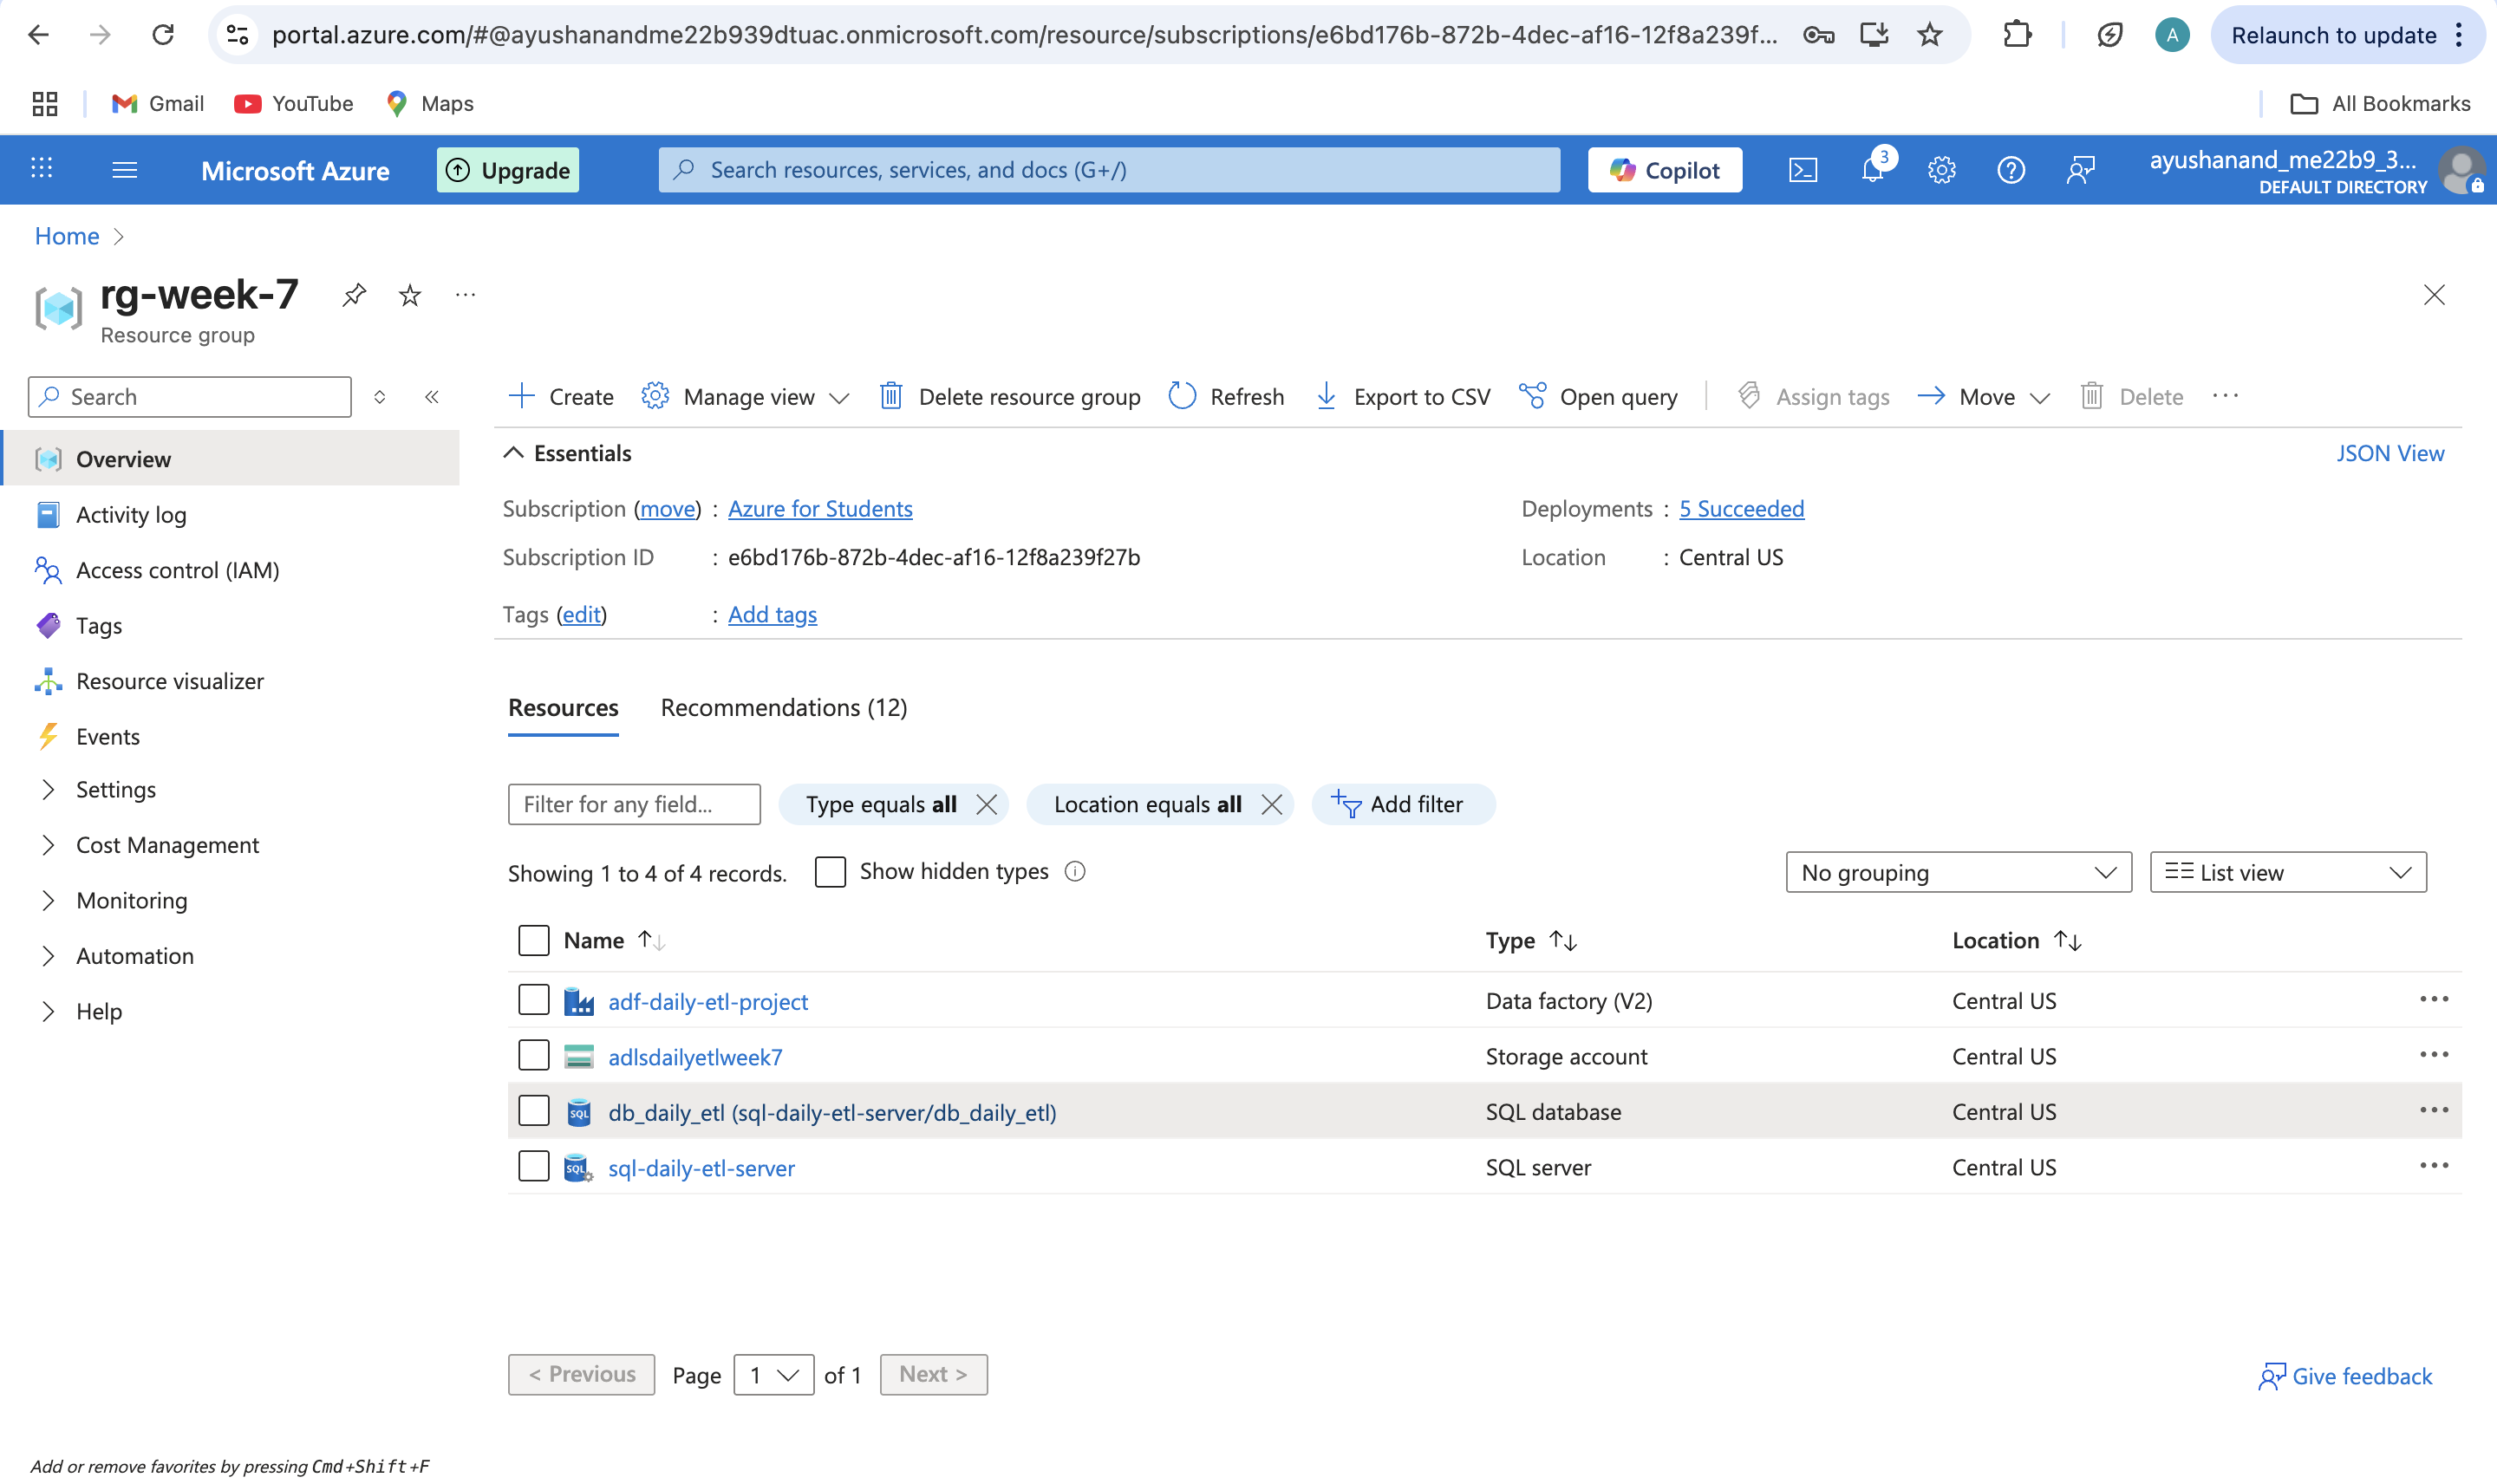 portal.azure.com/#@ayushanandme22b939dtuac.onmicrosoft.com/resource/subscriptions/e6bd176b-872b-4dec-af16-12f8a239f...
A
Relaunch to update
Gmail
YouTube
Maps
All Bookmarks
Microsoft Azure
Upgrade
Search resources, services, and docs (G+/)
Copilot
3
ayushanand_me22b9_3...
DEFAULT DIRECTORY
Home
rg-week-7
Resource group
Search
Create
Manage view
Delete resource group
Refresh
Export to CSV
Open query
Assign tags
Move
Delete
Overview
Activity log
Access control (IAM)
Tags
Resource visualizer
Events
Settings
Cost Management
Monitoring
Automation
Help
Essentials
JSON View
Subscription (move) : Azure for Students
Deployments : 5 Succeeded
Subscription ID : e6bd176b-872b-4dec-af16-12f8a239f27b
Location : Central US
Tags (edit) : Add tags
Resources
Recommendations (12)
Filter for any field...
Type equals all
Location equals all
Add filter
Showing 1 to 4 of 4 records.
Show hidden types
No grouping
List view
Name Type Location
adf-daily-etl-project Data factory (V2) Central US
adlsdailyetlweek7 Storage account Central US
SQL db_daily_etl (sql-daily-etl-server/db_daily_etl) SQL database Central US
SQL sql-daily-etl-server SQL server Central US
< Previous
Page 1 of 1
Next >
Give feedback
Add or remove favorites by pressing Cmd+Shift+F